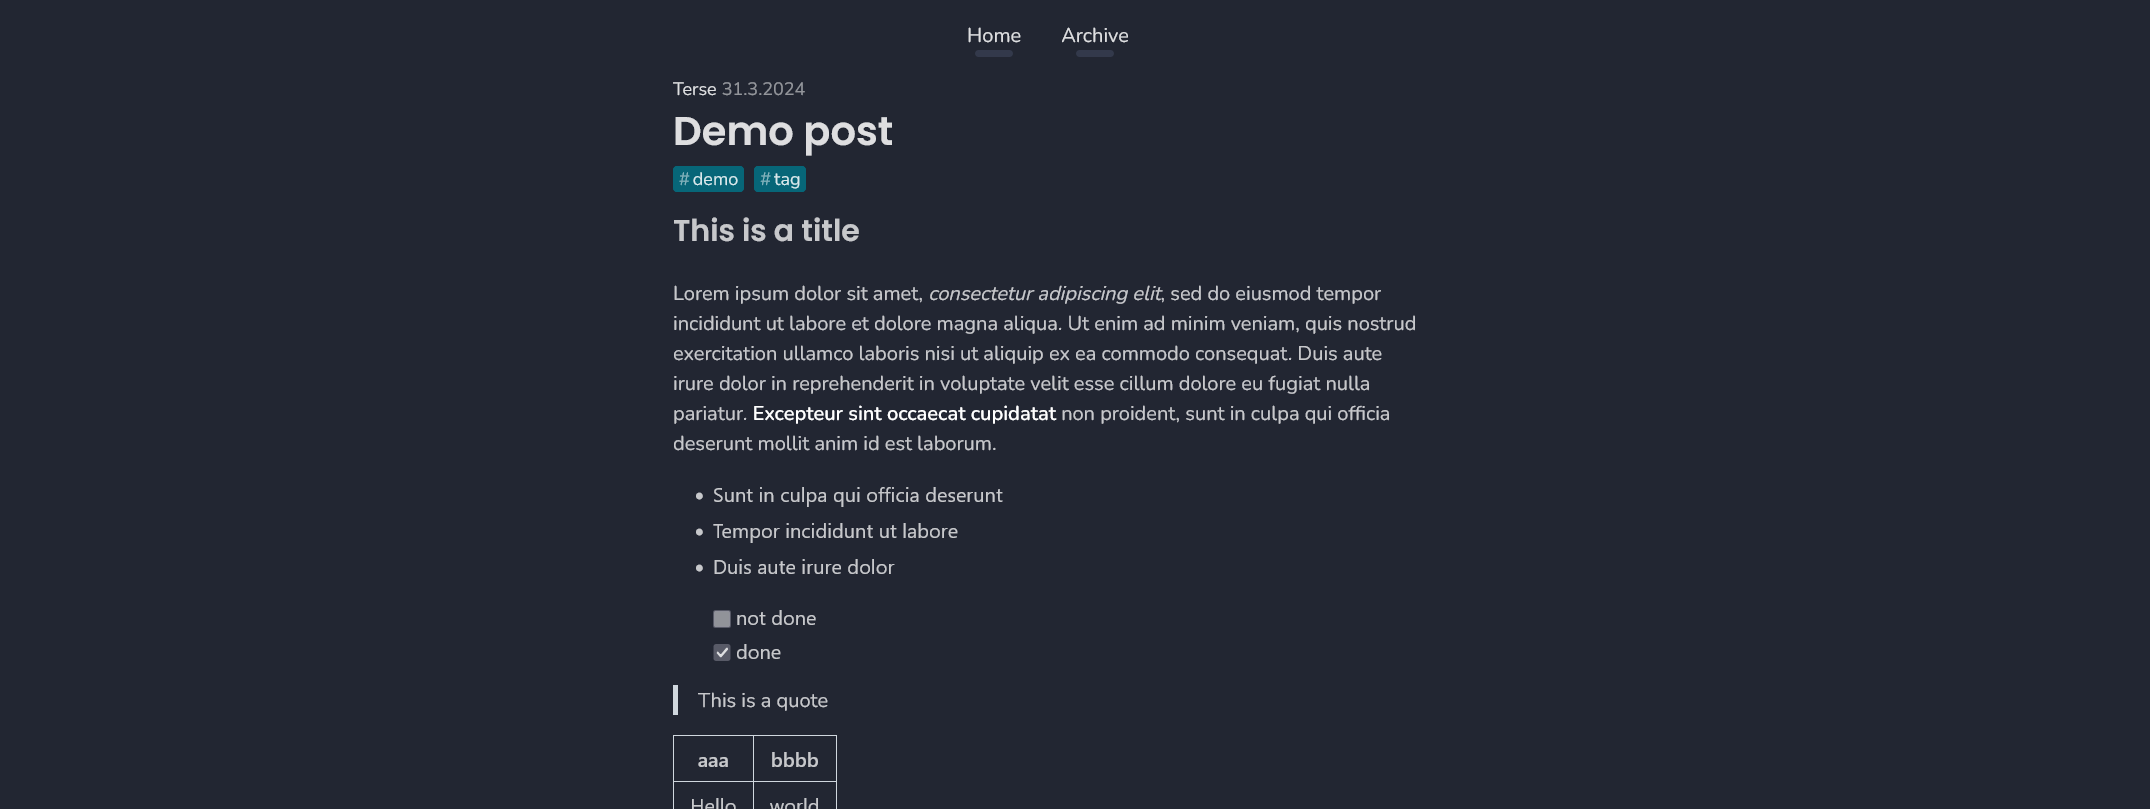 Home Archive
Terse 31.3.2024
Demo post
#demo #tag
This is a title
Lorem ipsum dolor sit amet, consectetur adipiscing elit, sed do eiusmod tempor
incididunt ut labore et dolore magna aliqua. Ut enim ad minim veniam, quis nostrud
exercitation ullamco laboris nisi ut aliquip ex ea commodo consequat. Duis aute
irure dolor in reprehenderit in voluptate velit esse cillum dolore eu fugiat nulla
pariatur. Excepteur sint occaecat cupidatat non proident, sunt in culpa qui officia
deserunt mollit anim id est laborum.
Sunt in culpa qui officia deserunt
Tempor incididunt ut labore
Duis aute irure dolor
not done
done
This is a quote
aaa bbbb
Hello world